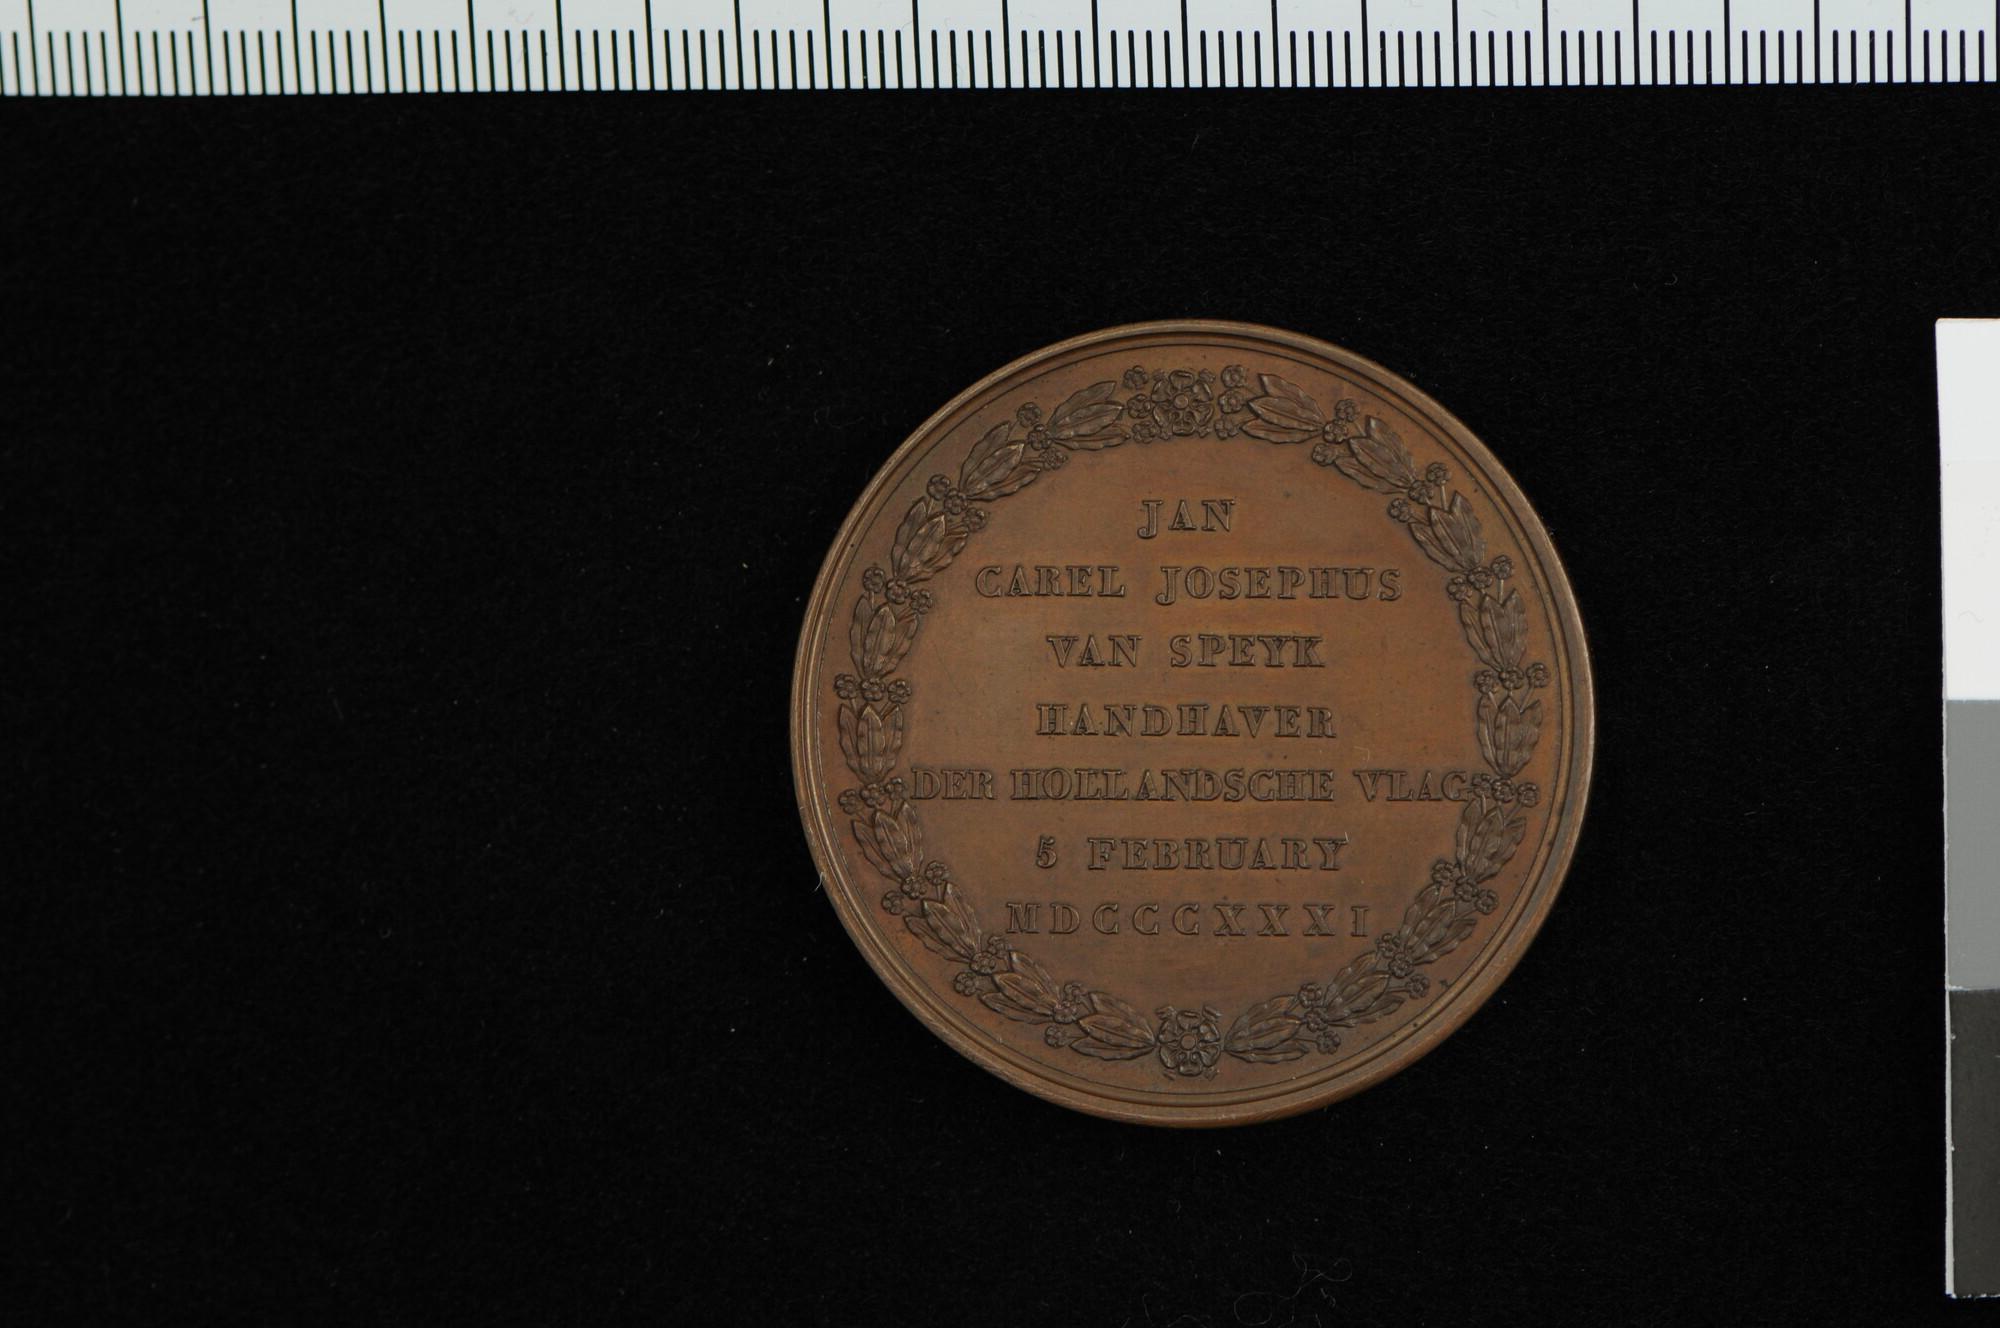 JAN
CAREL JOSEPHUS
VAN SPEYK
HANDHAVER
DER HOLLANDSCHE VLAG
5 FEBRUARY
MDCCCXXXI